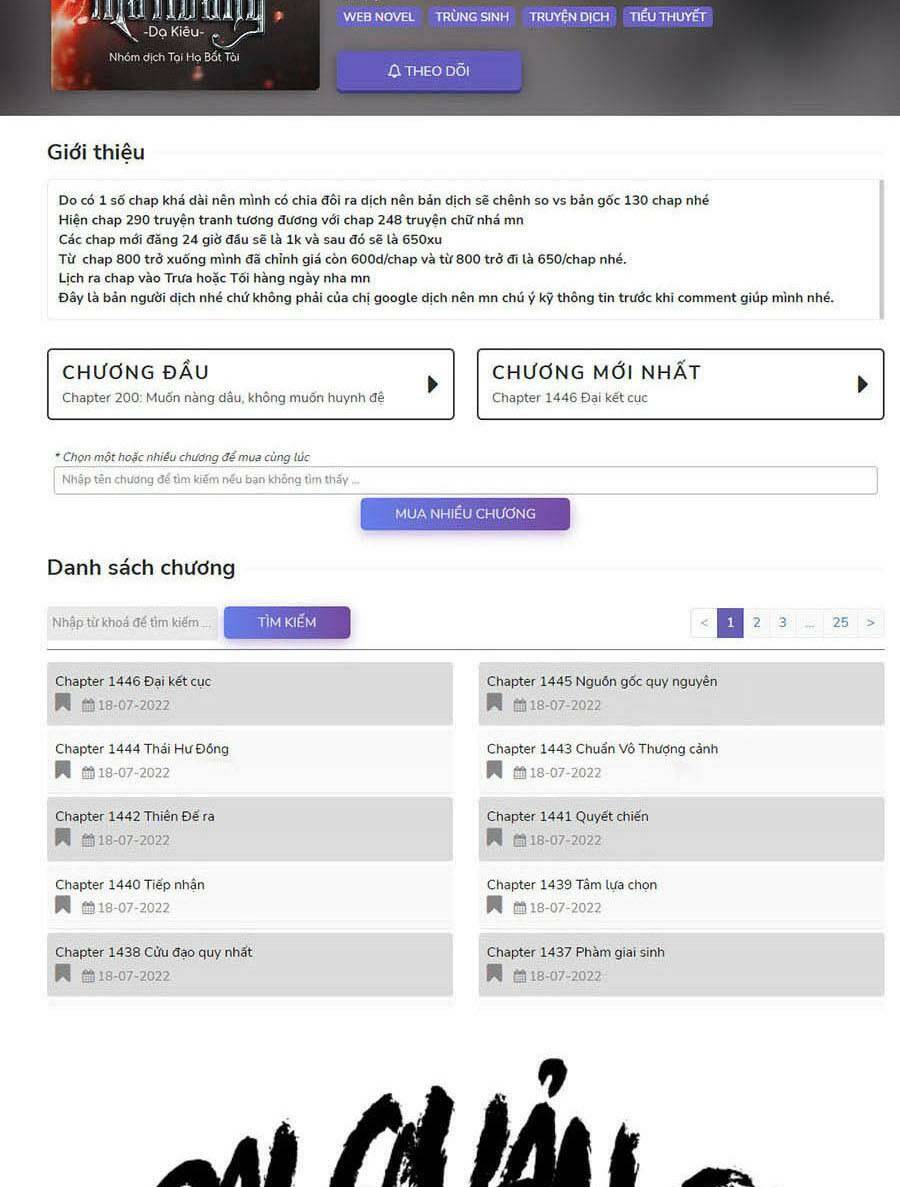 -Dạ Kiêu-
Nhóm dịch Tại Hạ Bất Tài
WEB NOVEL TRÙNG SINH TRUYỆN DỊCH TIỂU THUYẾT
THEO DÕI
Giới thiệu
Do có 1 số chap khá dài nên mình có chia đôi ra dịch nên bản dịch sẽ chênh so vs bản gốc 130 chap nhé
Hiện chap 290 truyện tranh tương đương với chap 248 truyện chữ nhá mn
Các chap mới đăng 24 giờ đầu sẽ là 1k và sau đó sẽ là 650xu
Từ chap 800 trở xuống mình đã chỉnh giá còn 600d/chap và từ 800 trở đi là 650/chap nhé.
Lịch ra chap vào Trưa hoặc Tối hàng ngày nha mn
Đây là bản người dịch nhé chứ không phải của chị google dịch nên mn chú ý kỹ thông tin trước khi comment giúp mình nhé.
CHƯƠNG ĐẦU
Chapter 200: Muốn nàng dâu, không muốn huynh đệ
CHƯƠNG MỚI NHẤT
Chapter 1446 Đại kết cục
* Chọn một hoặc nhiều chương để mua cùng lúc
Nhập tên chương để tìm kiếm nếu bạn không tìm thấy ...
MUA NHIỀU CHƯƠNG
Danh sách chương
Nhập từ khoá để tìm kiếm ... TÌM KIẾM < 1 2 3 ... 25 >
Chapter 1446 Đại kết cục
18-07-2022
Chapter 1445 Nguồn gốc quy nguyên
18-07-2022
Chapter 1444 Thái Hư Đồng
18-07-2022
Chapter 1443 Chuẩn Vô Thượng cảnh
18-07-2022
Chapter 1442 Thiên Đế ra
18-07-2022
Chapter 1441 Quyết chiến
18-07-2022
Chapter 1440 Tiếp nhận
18-07-2022
Chapter 1439 Tâm lựa chọn
18-07-2022
Chapter 1438 Cửu đạo quy nhất
18-07-2022
Chapter 1437 Phàm giai sinh
18-07-2022